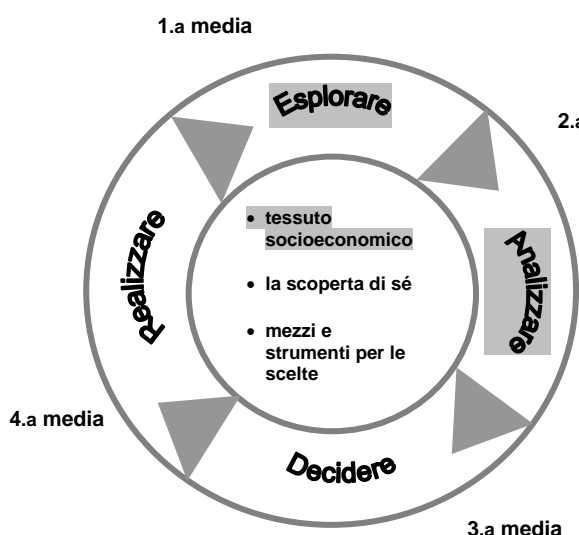 1.a media
Esplorare
2.a
• tessuto
socioeconomico
Analizzare
Realizzare
• la scoperta di sé
• mezzi e
strumenti per le
scelte
4.a media
Decidere
3.a media